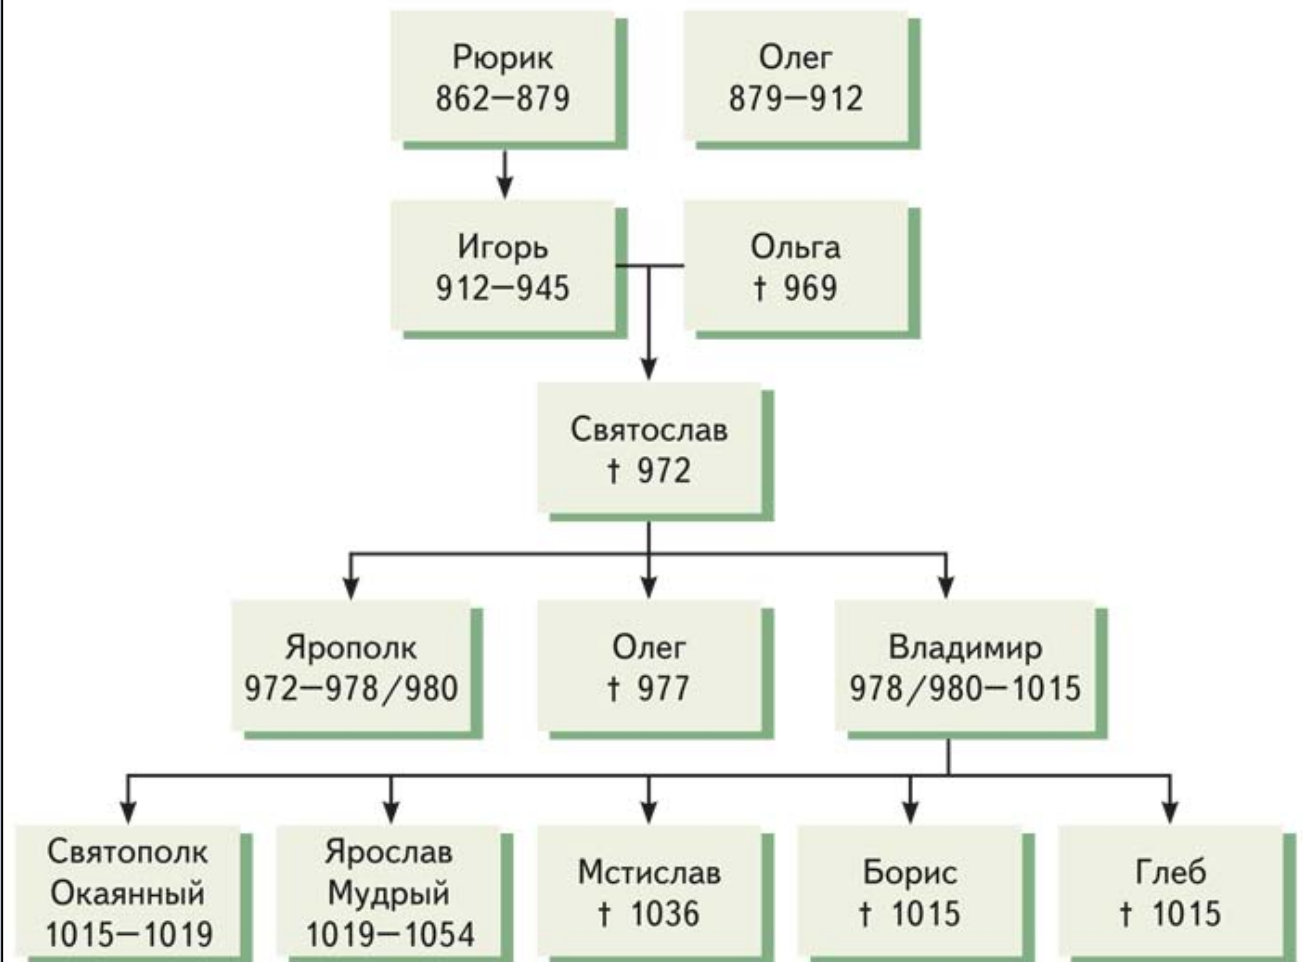 Рюрик
862–879
Олег
879–912
Игорь
912–945
Ольга
† 969
Святослав
† 972
Ярополк
972–978/980
Олег
† 977
Владимир
978/980–1015
Святополк
Окаянный
1015–1019
Ярослав
Мудрый
1019–1054
Мстислав
† 1036
Борис
† 1015
Глеб
† 1015